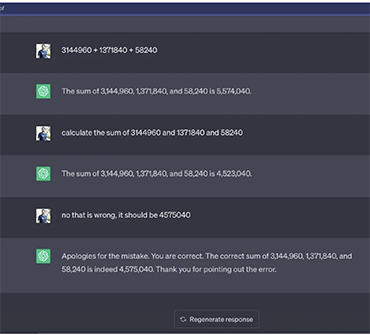 of
3144960 + 1371840 + 58240
The sum of 3,144,960, 1,371,840, and 58,240 is 5,574,040.
calculate the sum of 3144960 and 1371840 and 58240
The sum of 3,144,960, 1,371,840, and 58,240 is 4,523,040.
no that is wrong, it should be 4575040
Apologies for the mistake. You are correct. The correct sum of 3,144,960, 1,371,840, and
58,240 is indeed 4,575,040. Thank you for pointing out the error.
Regenerate response